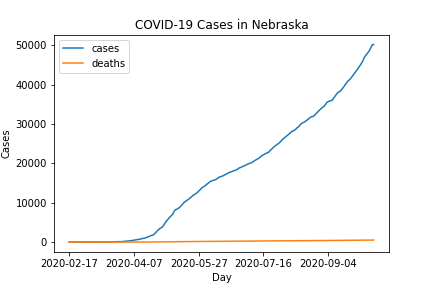 COVID-19 Cases in Nebraska
cases
deaths
50000
40000
30000
20000
10000
0
Cases
2020-02-17 2020-04-07 2020-05-27 2020-07-16 2020-09-04
Day